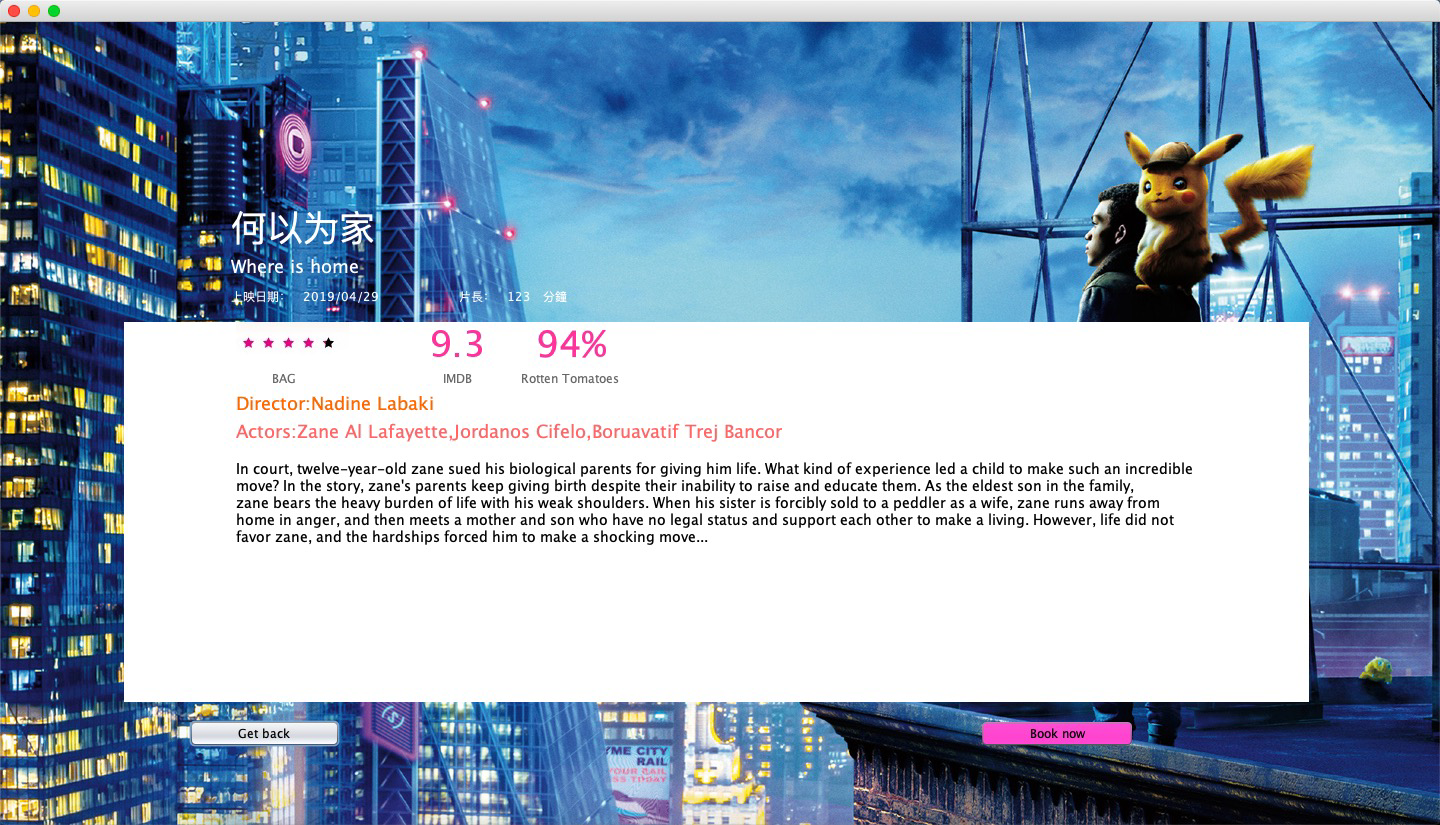 何以为家
Where is home
上映日期: 2019/04/29 片長: 123 分鐘
9.3 94%
BAG IMDB Rotten Tomatoes
Director:Nadine Labaki
Actors:Zane Al Lafayette,Jordanos Cifelo,Boruavatif Trej Bancor
In court, twelve-year-old zane sued his biological parents for giving him life. What kind of experience led a child to make such an incredible
move? In the story, zane's parents keep giving birth despite their inability to raise and educate them. As the eldest son in the family,
zane bears the heavy burden of life with his weak shoulders. When his sister is forcibly sold to a peddler as a wife, zane runs away from
home in anger, and then meets a mother and son who have no legal status and support each other to make a living. However, life did not
favor zane, and the hardships forced him to make a shocking move...
Get back Book now
YME CITY
RAIL
YOUR RAIL
SS TODAY